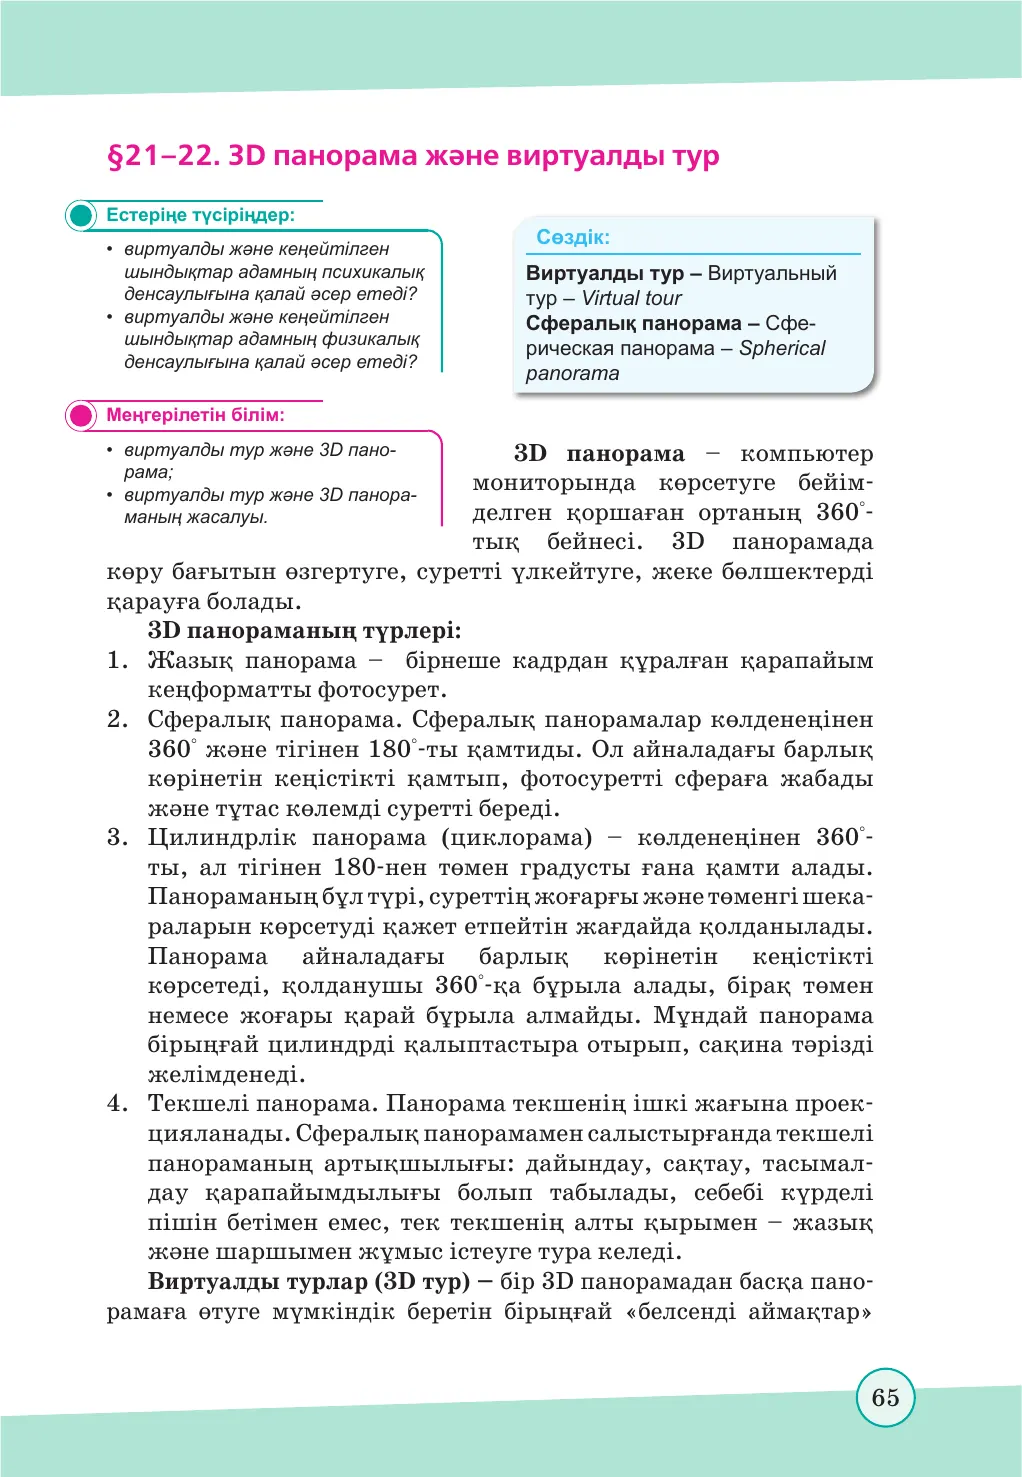 §21–22. 3D панорама және виртуалды тур
Естеріңе түсіріңдер:
• виртуалды және кеңейтілген
шындықтар адамның психикалық
денсаулығына қалай әсер етеді?
• виртуалды және кеңейтілген
шындықтар адамның физикалық
денсаулығына қалай әсер етеді?
Сөздік:
Виртуалды тур – Виртуальный
тур – Virtual tour
Сфералық панорама – Сфе-
рическая панорама – Spherical
panorama
Меңгерілетін білім:
• виртуалды тур және 3D пано-
рама;
• виртуалды тур және 3D панора-
маның жасалуы.
3D панорама – компьютер
мониторында көрсетуге бейім-
делген қоршаған ортаның 360°-
тық бейнесі. 3D панорамада
көру бағытын өзгертуге, суретті үлкейтуге, жеке бөлшектерді
қарауға болады.
3D панораманың түрлері:
1. Жазық панорама – бірнеше кадрдан құралған қарапайым
кеңформатты фотосурет.
2. Сфералық панорама. Сфералық панорамалар көлденеңінен
360° және тігінен 180°-ты қамтиды. Ол айналадағы барлық
көрінетін кеңістікті қамтып, фотосуретті сфераға жабады
және тұтас көлемді суретті береді.
3. Цилиндрлік панорама (циклорама) – көлденеңінен 360°-
ты, ал тігінен 180-нен төмен градусты ғана қамти алады.
Панораманың бұл түрі, суреттің жоғарғы және төменгі шека-
раларын көрсетуді қажет етпейтін жағдайда қолданылады.
Панорама айналадағы барлық көрінетін кеңістікті
көрсетеді, қолданушы 360°-қа бұрыла алады, бірақ төмен
немесе жоғары қарай бұрыла алмайды. Мұндай панорама
бірыңғай цилиндрді қалыптастыра отырып, сақина тәрізді
желімденеді.
4. Текшелі панорама. Панорама текшенің ішкі жағына проек-
цияланады. Сфералық панорамамен салыстырғанда текшелі
панораманың артықшылығы: дайындау, сақтау, тасымал-
дау қарапайымдылығы болып табылады, себебі күрделі
пішін бетімен емес, тек текшенің алты қырымен – жазық
және шаршымен жұмыс істеуге тура келеді.
Виртуалды турлар (3D тур) – бір 3D панорамадан басқа пано-
рамаға өтуге мүмкіндік беретін бірыңғай «белсенді аймақтар»
65